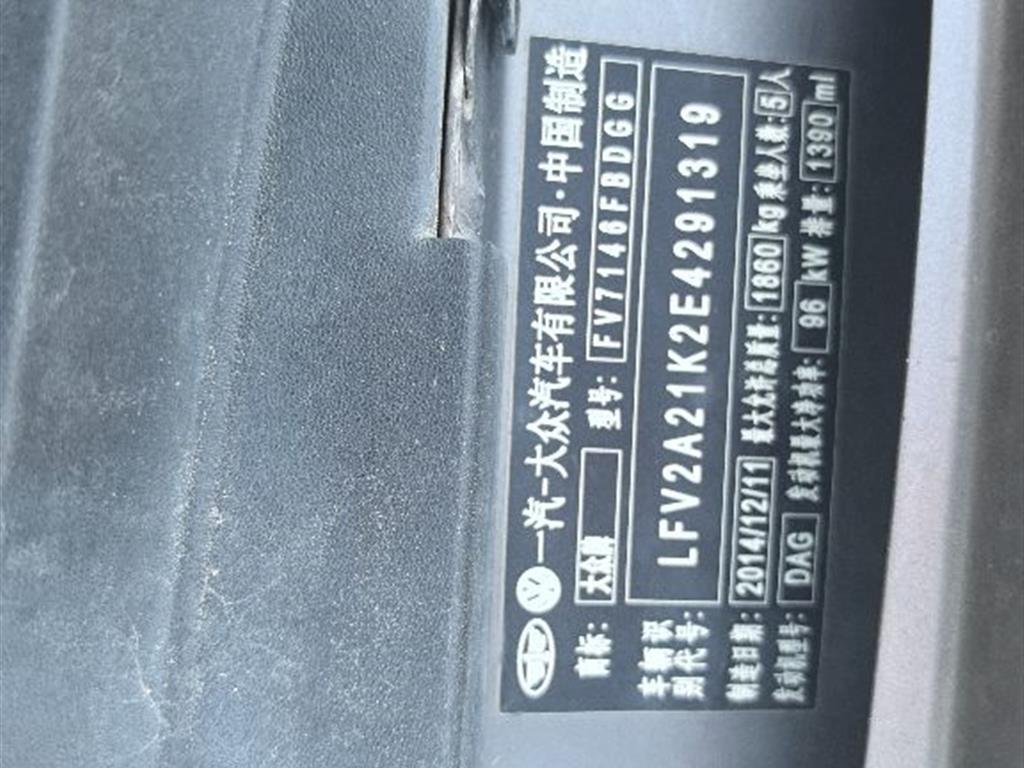 一汽-大众汽车有限公司·中国制造
商标: 大众牌 型号: FV7146FBDGG
车辆识别代号: LFV2A21K2E4291319
制造日期: 2014/12/11 最大允许总质量: 1860 kg 乘坐人数: 5 人
发动机型号: DAG 发动机最大净功率: 96 kW 排量: 1390 ml